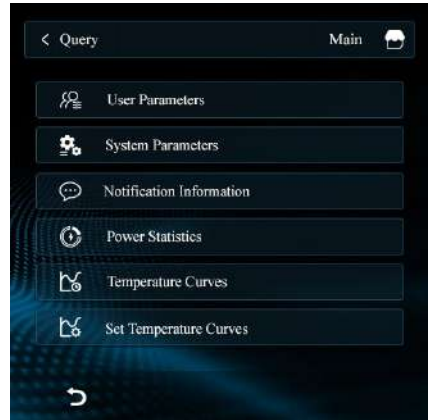 Query Main
User Parameters
System Parameters
Notification Information
Power Statistics
Temperature Curves
Set Temperature Curves